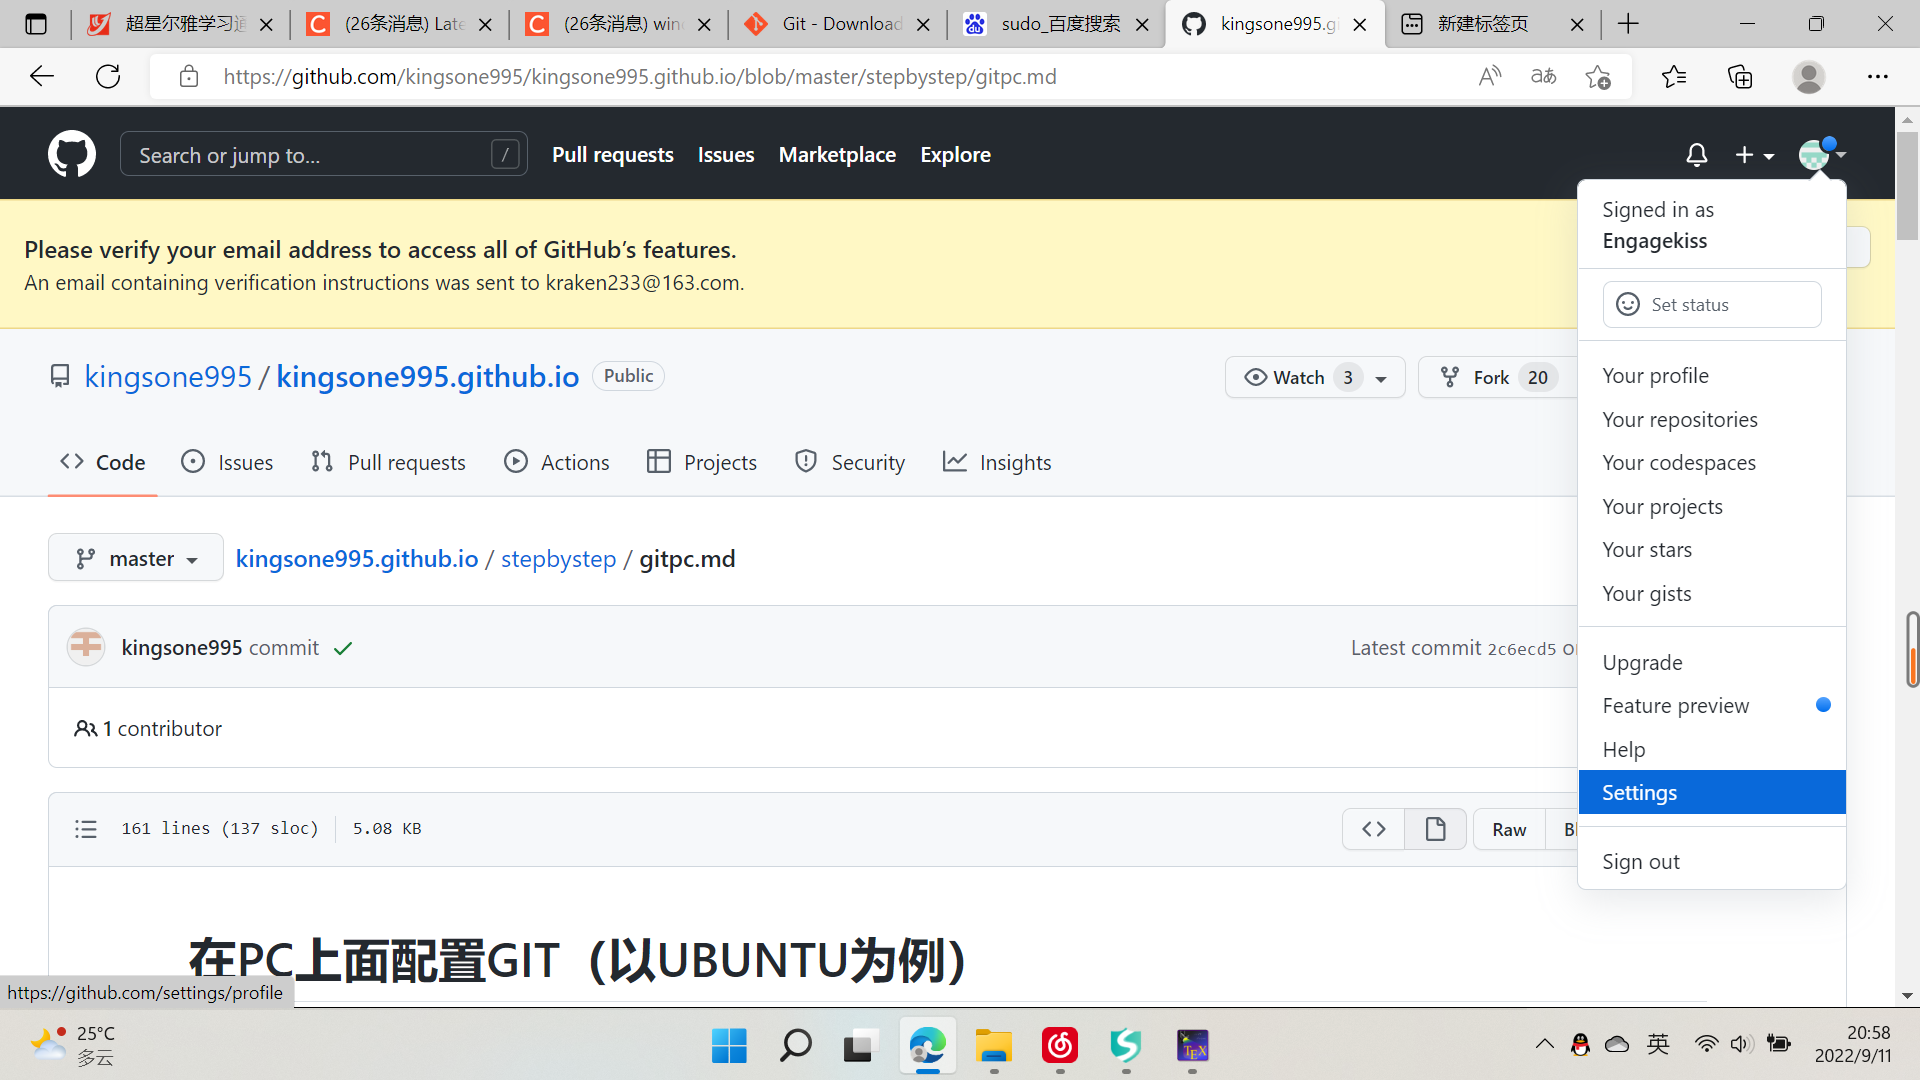 超星尔雅学习通
(26条消息) Late
(26条消息) win
Git - Download
sudo_百度搜索
kingsone995.gi
新建标签页
https://github.com/kingsone995/kingsone995.github.io/blob/master/stepbystep/gitpc.md
Search or jump to...
/
Pull requests
Issues
Marketplace
Explore
Signed in as
Engagekiss
Please verify your email address to access all of GitHub’s features.
An email containing verification instructions was sent to kraken233@163.com.
Set status
kingsone995 / kingsone995.github.io
Public
Watch 3
Fork 20
Your profile
Your repositories
Your codespaces
Your projects
Your stars
Your gists
Code
Issues
Pull requests
Actions
Projects
Security
Insights
master
kingsone995.github.io / stepbystep / gitpc.md
kingsone995 commit
Latest commit 2c6ecd5
Upgrade
Feature preview
Help
Settings
Sign out
1 contributor
161 lines (137 sloc)
5.08 KB
Raw
在PC上面配置GIT（以UBUNTU为例）
https://github.com/settings/profile
25°C
多云
英
20:58
2022/9/11